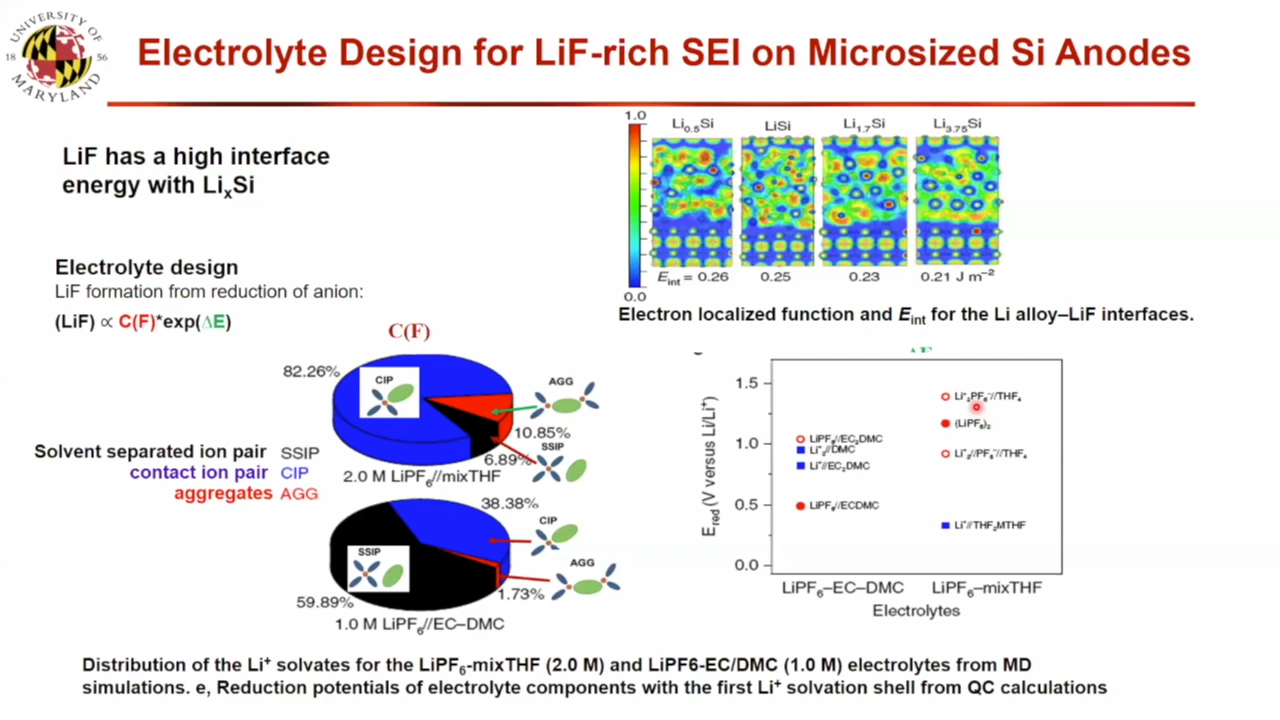 UNIVERSITY OF
18 56
MARYLAND
Electrolyte Design for LiF-rich SEI on Microsized Si Anodes
LiF has a high interface
energy with LixSi
Electrolyte design
LiF formation from reduction of anion:
(LiF) ∝ C(F)*exp(ΔE)
1.0
0.0
Li0.5Si LiSi Li1.7Si Li3.75Si
Eint = 0.26 0.25 0.23 0.21 J m−2
Electron localized function and Eint for the Li alloy–LiF interfaces.
C(F)
82.26%
CIP
AGG
10.85%
SSIP
6.89%
2.0 M LiPF6//mixTHF
Solvent separated ion pair SSIP
contact ion pair CIP
aggregates AGG
38.38%
CIP
SSIP
AGG
1.73%
59.89%
1.0 M LiPF6//EC–DMC
Ered (V versus Li/Li+)
1.5
1.0
0.5
0.0
LiPF6//EC2DMC
Li+2//DMC
Li+//EC2DMC
LiPF6//ECDMC
Li+2PF6−//THF4
(LiPF6)2
Li+2//PF6−//THF4
Li+//THF2MTHF
LiPF6–EC–DMC LiPF6–mixTHF
Electrolytes
Distribution of the Li+ solvates for the LiPF6-mixTHF (2.0 M) and LiPF6-EC/DMC (1.0 M) electrolytes from MD
simulations. e, Reduction potentials of electrolyte components with the first Li+ solvation shell from QC calculations